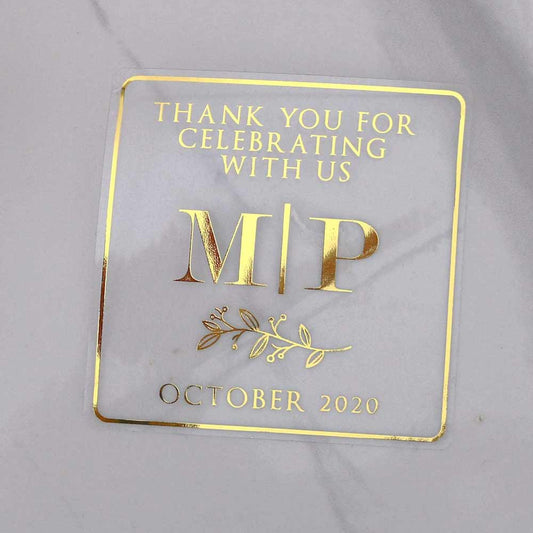 THANK YOU FOR
CELEBRATING
WITH US
M|P
OCTOBER 2020